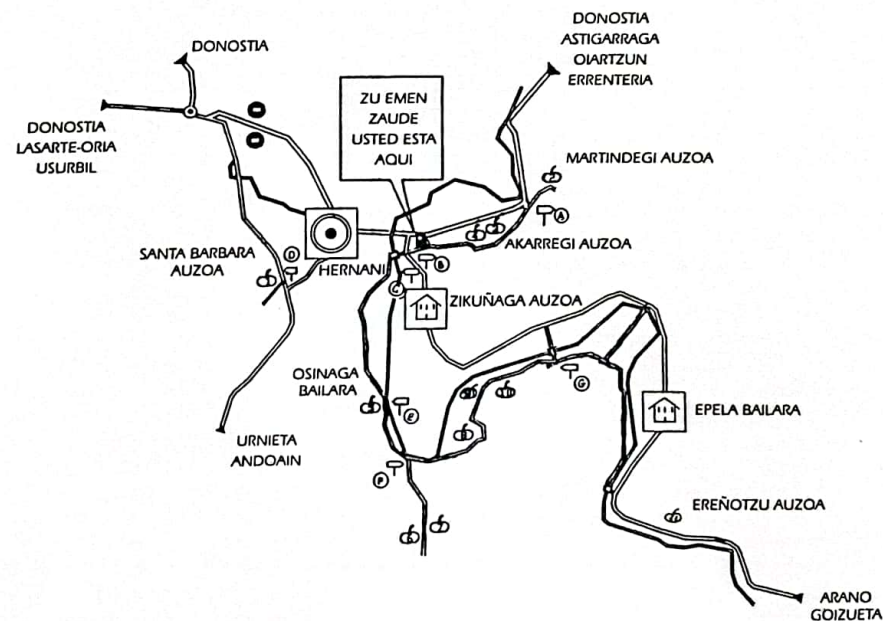 DONOSTIA
DONOSTIA
ASTIGARRAGA
OIARTZUN
ERRENTERIA
ZU EMEN
ZAUDE
USTED ESTA
AQUI
DONOSTIA
LASARTE-ORIA
USURBIL
MARTINDEGI AUZOA
A
AKARREGI AUZOA
SANTA BARBARA
AUZOA
D
HERNANI
B
C
ZIKUÑAGA AUZOA
OSINAGA
BAILARA
E
G
EPELA BAILARA
URNIETA
ANDOAIN
F
EREÑOTZU AUZOA
ARANO
GOIZUETA